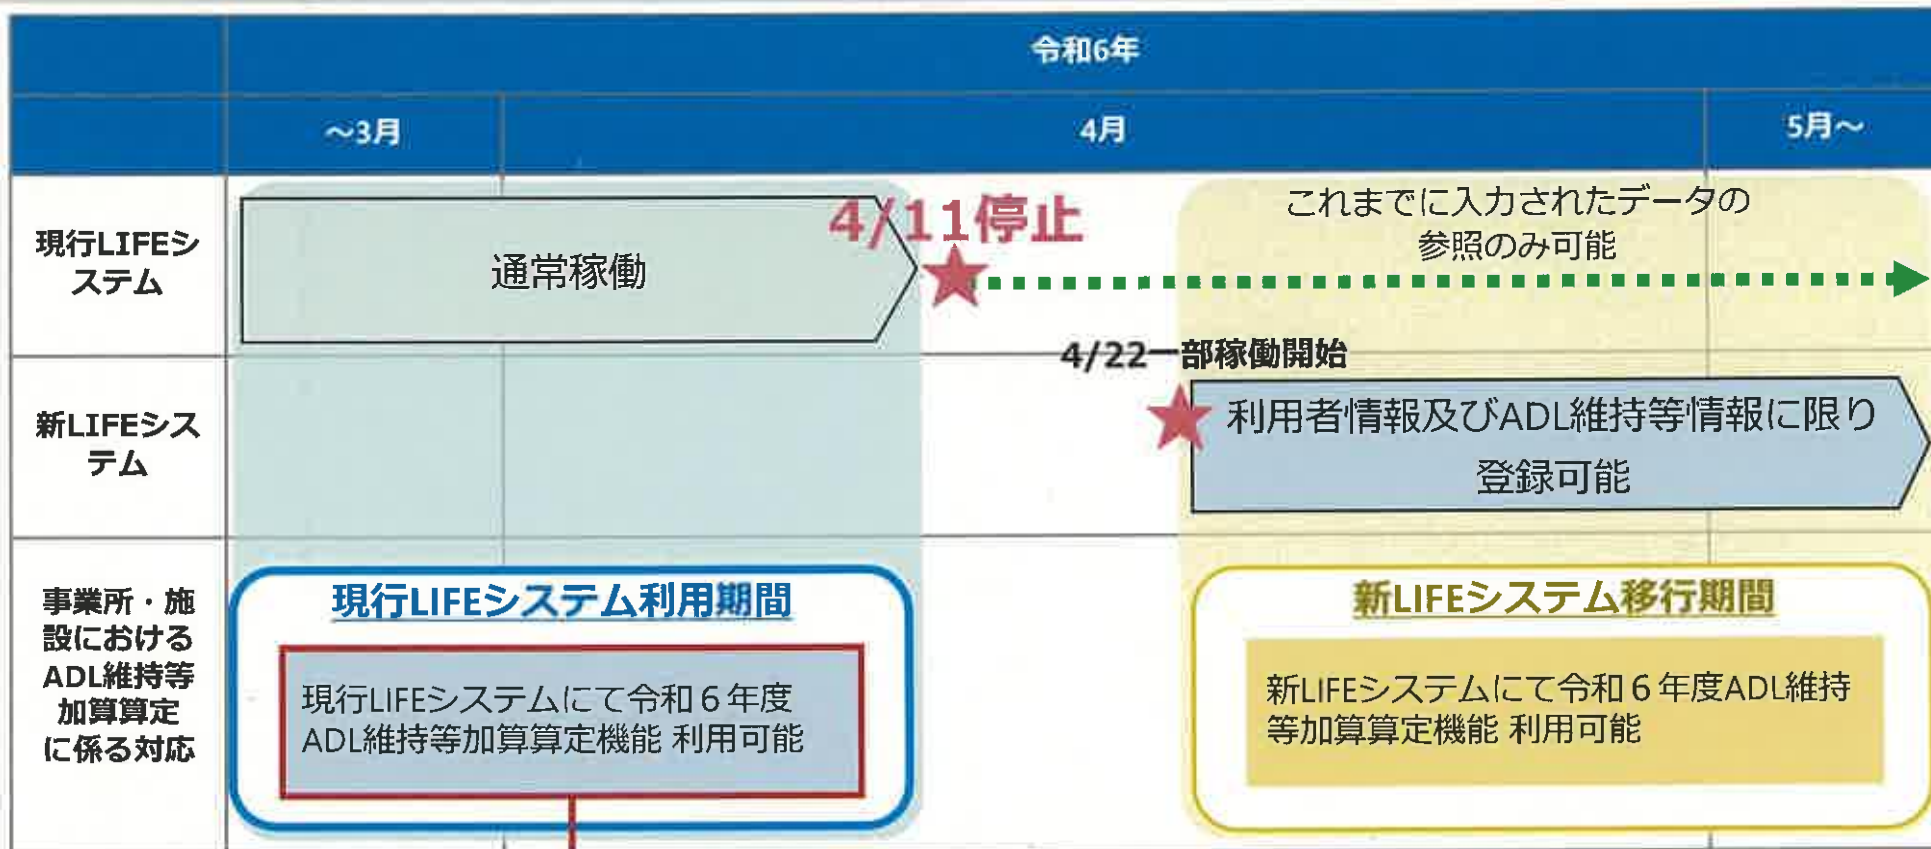 令和6年
～3月
4月
5月～
現行LIFEシ
ステム
通常稼働
4/11停止
これまでに入力されたデータの
参照のみ可能
4/22一部稼働開始
新LIFEシス
テム
利用者情報及びADL維持等情報に限り
登録可能
事業所・施
設における
ADL維持等
加算算定
に係る対応
現行LIFEシステム利用期間
現行LIFEシステムにて令和６年度
ADL維持等加算算定機能 利用可能
新LIFEシステム移行期間
新LIFEシステムにて令和６年度ADL維持
等加算算定機能 利用可能